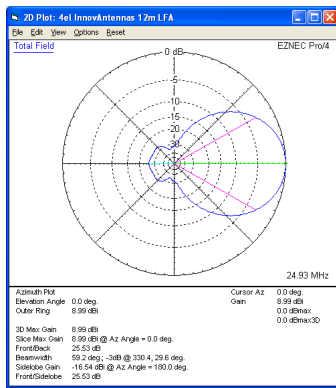 2D Plot: 4el InnovAntennas 12m LFA
File Edit View Options Reset
Total Field
EZNEC Pro/4
0 dB
-5
-10
-15
-20
-30
24.93 MHz
Azimuth Plot
Elevation Angle 0.0 deg.
Outer Ring 8.99 dBi
Cursor Az 0.0 deg.
Gain 8.99 dBi
0.0 dBmax
0.0 dBmax3D
3D Max Gain 8.99 dBi
Slice Max Gain 8.99 dBi @ Az Angle = 0.0 deg.
Front/Back 25.53 dB
Beamwidth 59.2 deg.; -3dB @ 330.4, 29.6 deg.
Sidelobe Gain -16.54 dBi @ Az Angle = 180.0 deg.
Front/Sidelobe 25.53 dB